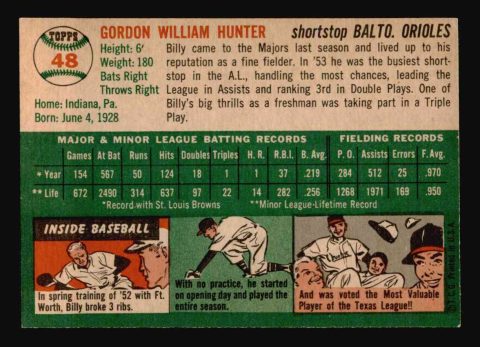 TOPPS
48
GORDON WILLIAM HUNTER
shortstop BALTO. ORIOLES
Height: 6'
Weight: 180
Bats Right
Throws Right
Home: Indiana, Pa.
Born: June 4, 1928
Billy came to the Majors last season and lived up to his
reputation as a fine fielder. In '53 he was the busiest short-
stop in the A.L., handling the most chances, leading the
League in Assists and ranking 3rd in Double Plays. One of
Billy's big thrills as a freshman was taking part in a Triple
Play.
MAJOR & MINOR LEAGUE BATTING RECORDS
FIELDING RECORDS
Games At Bat Runs Hits Doubles Triples H. R. R.B.I. B. Avg. P. O. Assists Errors F. Avg.
* Year 154 567 50 124 18 1 1 37 .219 284 512 25 .970
** Life 672 2490 314 637 97 22 14 282 .256 1268 1971 169 .950
*Record with St. Louis Browns
**Minor League-Lifetime Record
INSIDE BASEBALL
In spring training of '52 with Ft.
Worth, Billy broke 3 ribs.
With no practice, he started
on opening day and played the
entire season.
And was voted the Most Valuable
Player of the Texas League!!
T.C.G. Printed in U.S.A.